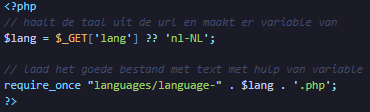 <?php
// haalt de taal uit de url en maakt er variable van
$lang = $_GET['lang'] ?? 'nl-NL';
// laad het goede bestand met text met hulp van variable
require_once "languages/language-" . $lang . '.php';
?>